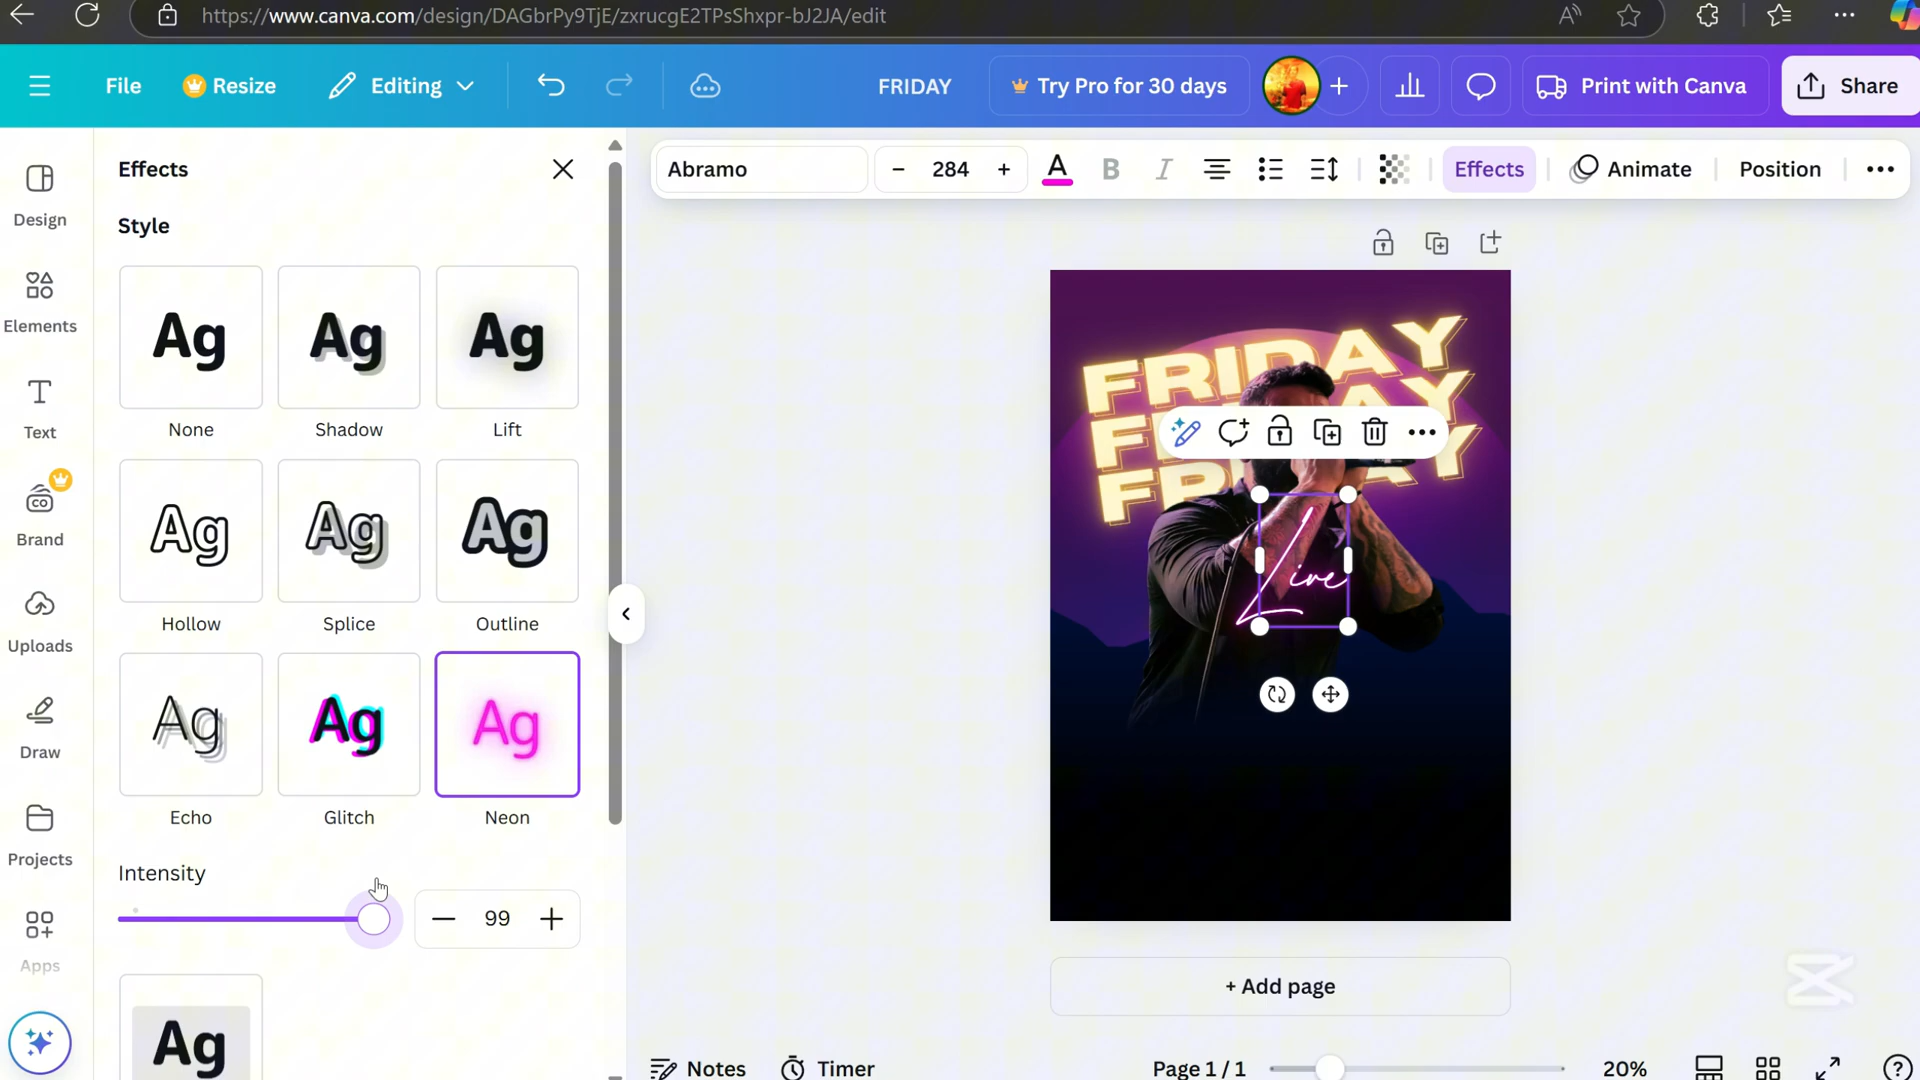 https://www.canva.com/design/DAGbrPy9TjE/zxrucgE2TPsShxpr-bJ2JA/edit
File
Resize
Editing
FRIDAY
Try Pro for 30 days
Print with Canva
Share
Design
Elements
Text
Brand
Uploads
Draw
Projects
Apps
Effects
Style
Ag Ag Ag
None Shadow Lift
Ag Ag Ag
Hollow Splice Outline
Ag Ag Ag
Echo Glitch Neon
Intensity
99
Ag
Abramo
284
A B I
Effects
Animate
Position
FRIDAY
FRIDAY
FRIDAY
Live
+ Add page
Notes
Timer
Page 1 / 1
20%